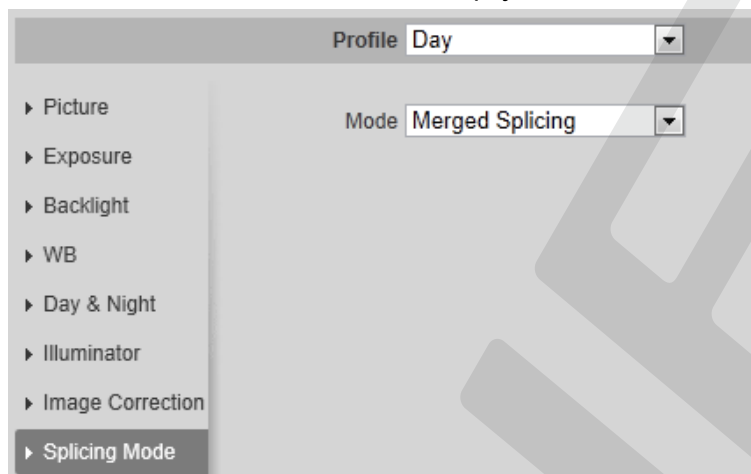 Profile Day
Picture
Mode Merged Splicing
Exposure
Backlight
WB
Day & Night
Illuminator
Image Correction
Splicing Mode